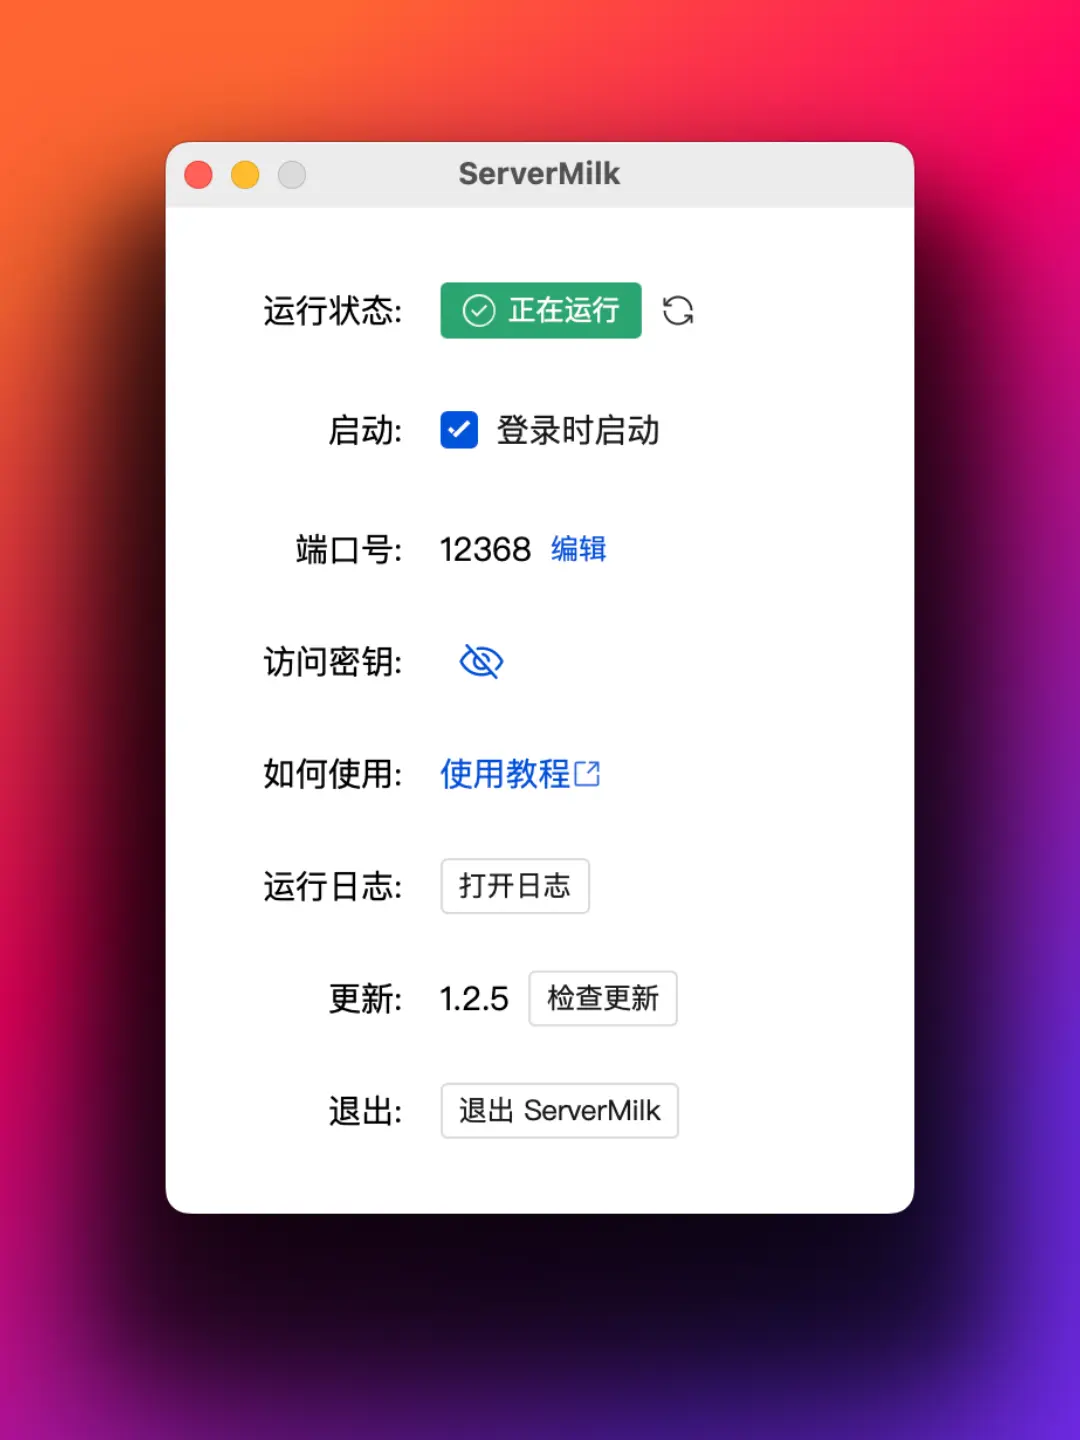 ServerMilk
运行状态: 正在运行
启动: 登录时启动
端口号: 12368 编辑
访问密钥:
如何使用: 使用教程
运行日志: 打开日志
更新: 1.2.5 检查更新
退出: 退出 ServerMilk